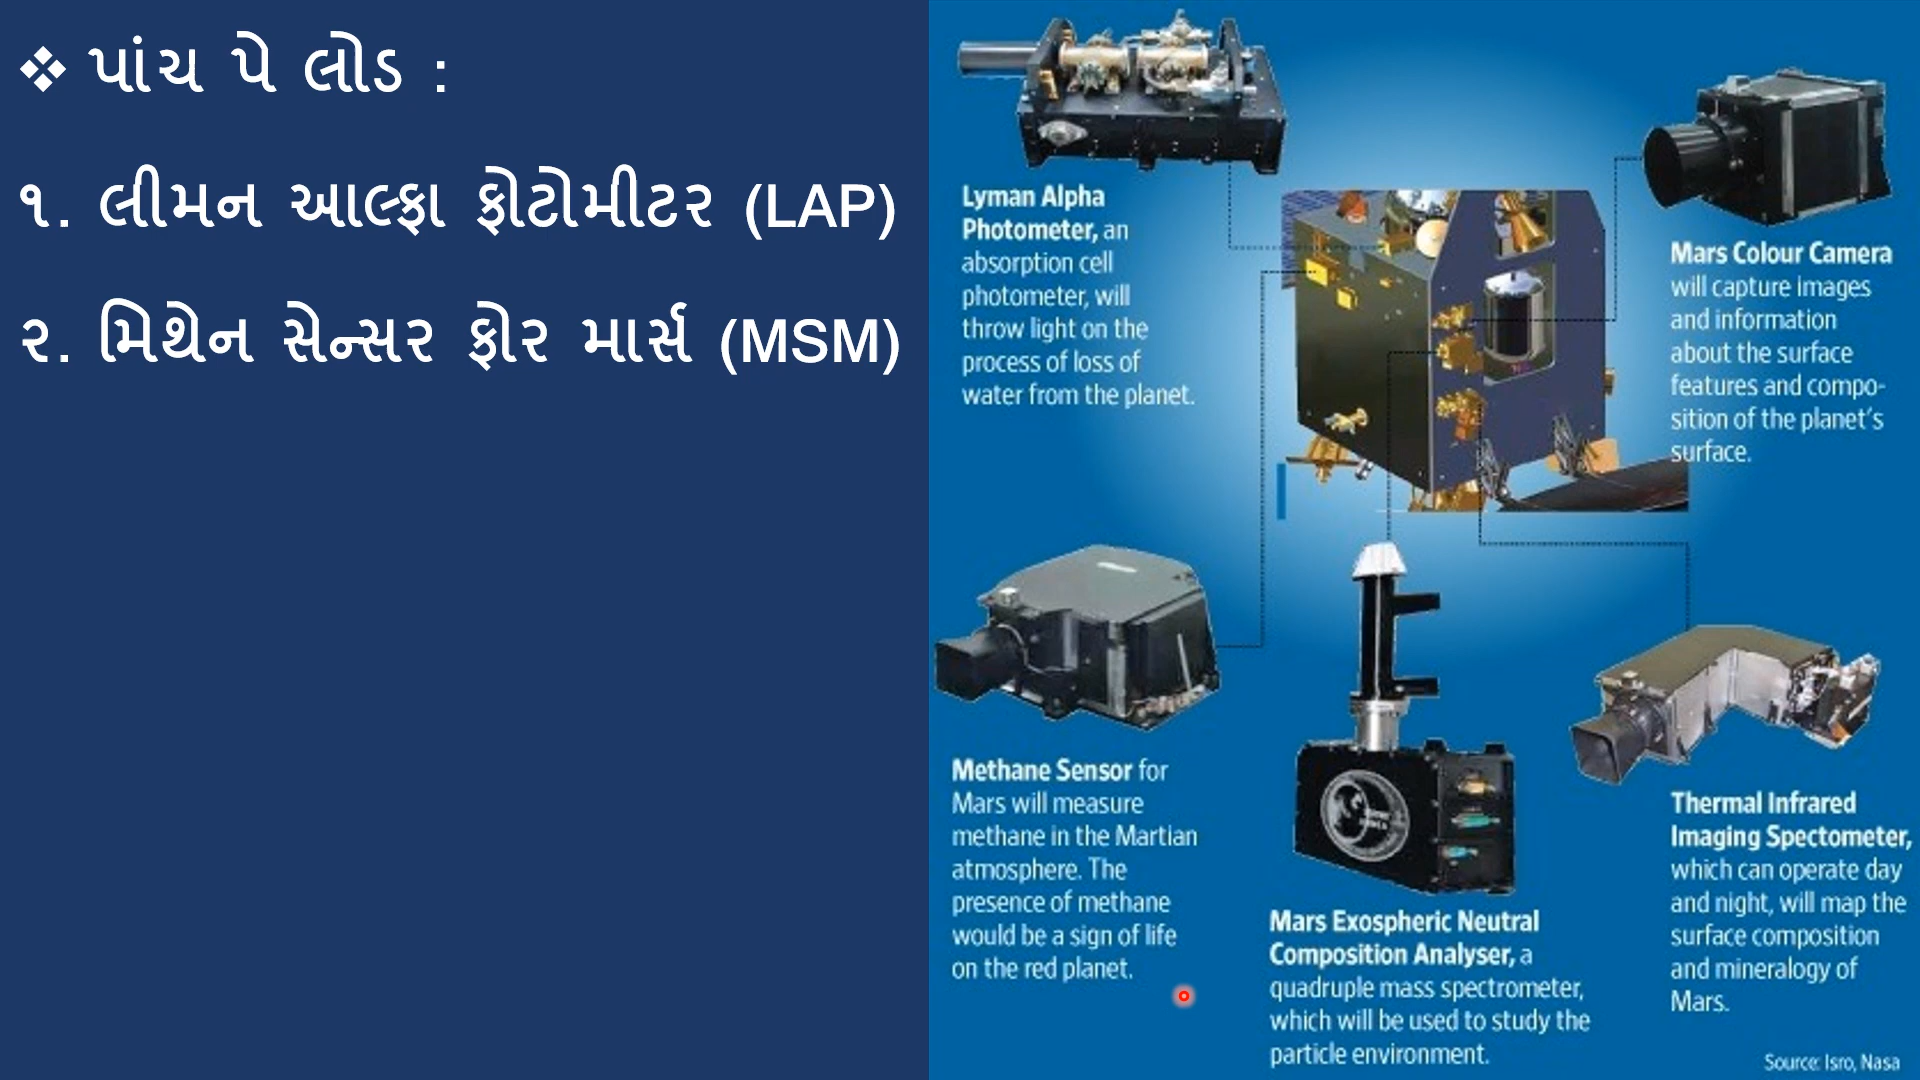 ❖ પાંચ પે લોડ :
૧. લીમન આલ્ફા ફોટોમીટર (LAP)
૨. મિથેન સેન્સર ફોર માર્સ (MSM)
Lyman Alpha
Photometer, an
absorption cell
photometer, will
throw light on the
process of loss of
water from the planet.
Mars Colour Camera
will capture images
and information
about the surface
features and compo-
sition of the planet's
surface.
Methane Sensor for
Mars will measure
methane in the Martian
atmosphere. The
presence of methane
would be a sign of life
on the red planet.
Mars Exospheric Neutral
Composition Analyser, a
quadruple mass spectrometer,
which will be used to study the
particle environment.
Thermal Infrared
Imaging Spectometer,
which can operate day
and night, will map the
surface composition
and mineralogy of
Mars.
Source: Isro, Nasa